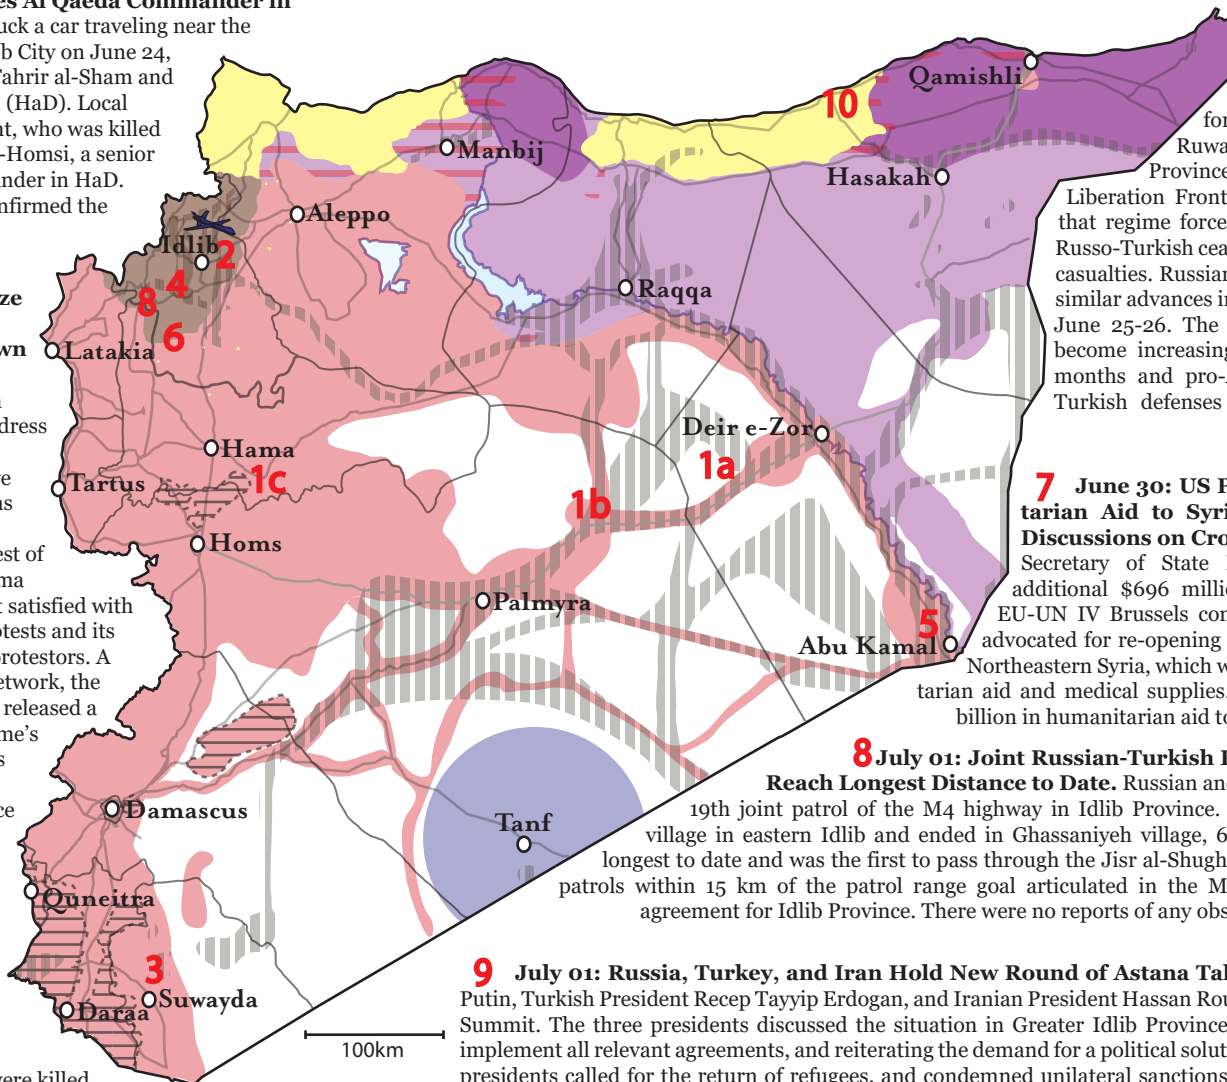 es Al Qaeda Commander in
uck a car traveling near the
b City on June 24,
Tahrir al-Sham and
(HaD). Local
nt, who was killed
-Homsi, a senior
ander in HaD.
nfirmed the
ze
wn
dress
ve
ns
est of
ma
t satisfied with
otests and its
protestors. A
etwork, the
released a
me's
s
ce
were killed
Qamishli
10
Manbij
Hasakah
Aleppo
Idlib
2
4
8
6
Raqqa
Latakia
Deir e-Zor
Hama
1a
1c
Tartus
1b
Homs
Palmyra
5
Abu Kamal
Damascus
Tanf
Quneitra
3
Suwayda
Daraa
100km
for
Ruwa
Province
Liberation Front
that regime force
Russo-Turkish cea
casualties. Russian
similar advances in
June 25-26. The
become increasing
months and pro-
Turkish defenses
7 June 30: US P
tarian Aid to Syri
Discussions on Cro
Secretary of State
additional $696 millio
EU-UN IV Brussels con
advocated for re-opening
Northeastern Syria, which w
tarian aid and medical supplies.
billion in humanitarian aid to
8 July 01: Joint Russian-Turkish P
Reach Longest Distance to Date. Russian and
19th joint patrol of the M4 highway in Idlib Province.
village in eastern Idlib and ended in Ghassaniyeh village, 6
longest to date and was the first to pass through the Jisr al-Shugh
patrols within 15 km of the patrol range goal articulated in the M
agreement for Idlib Province. There were no reports of any obs
9 July 01: Russia, Turkey, and Iran Hold New Round of Astana Tal
Putin, Turkish President Recep Tayyip Erdogan, and Iranian President Hassan Rou
Summit. The three presidents discussed the situation in Greater Idlib Province
implement all relevant agreements, and reiterating the demand for a political solut
presidents called for the return of refugees, and condemned unilateral sanctions